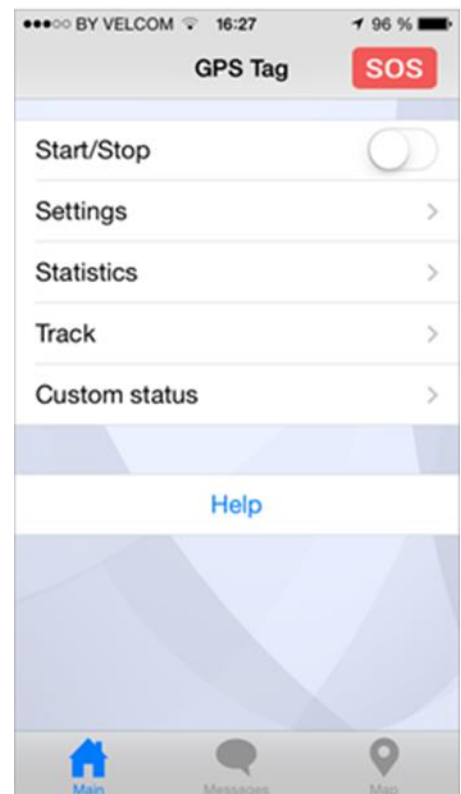 BY VELCOM 16:27 96 %
GPS Tag SOS
Start/Stop
Settings
Statistics
Track
Custom status
Help
Main Messages Map